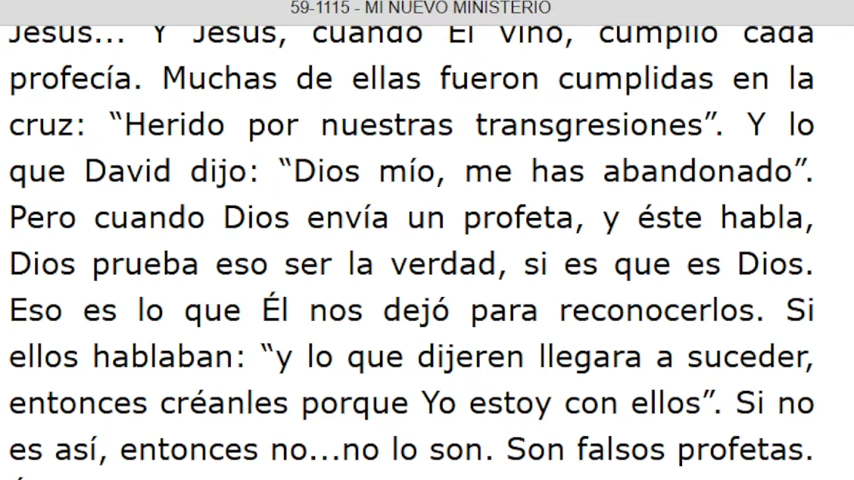 59-1115 - MI NUEVO MINISTERIO
Jesús... Y Jesús, cuando Él vino, cumplió cada
profecía. Muchas de ellas fueron cumplidas en la
cruz: “Herido por nuestras transgresiones”. Y lo
que David dijo: “Dios mío, me has abandonado”.
Pero cuando Dios envía un profeta, y éste habla,
Dios prueba eso ser la verdad, si es que es Dios.
Eso es lo que Él nos dejó para reconocerlos. Si
ellos hablaban: “y lo que dijeren llegara a suceder,
entonces créanles porque Yo estoy con ellos”. Si no
es así, entonces no...no lo son. Son falsos profetas.